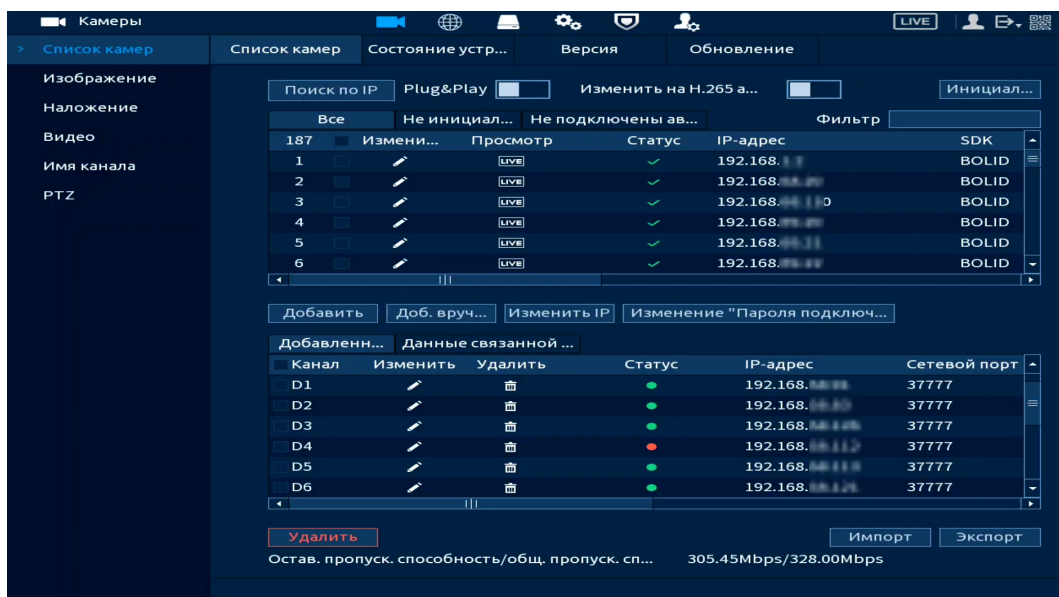 Камеры LIVE
Список камер Список камер Состояние устр... Версия Обновление
Изображение
Наложение
Видео
Имя канала
PTZ
Поиск по IP Plug&Play Изменить на H.265 а... Инициал...
Все Не инициал... Не подключены ав... Фильтр
187 Измени... Просмотр Статус IP-адрес SDK
1 LIVE 192.168. BOLID
2 LIVE 192.168. BOLID
3 LIVE 192.168. 0 BOLID
4 LIVE 192.168. BOLID
5 LIVE 192.168. BOLID
6 LIVE 192.168. BOLID
Добавить Доб. вруч... Изменить IP Изменение "Пароля подключ...
Добавленн... Данные связанной ...
Канал Изменить Удалить Статус IP-адрес Сетевой порт
D1 192.168. 37777
D2 192.168. 37777
D3 192.168. 37777
D4 192.168. 37777
D5 192.168. 37777
D6 192.168. 37777
Удалить Импорт Экспорт
Остав. пропуск. способность/общ. пропуск. сп... 305.45Mbps/328.00Mbps